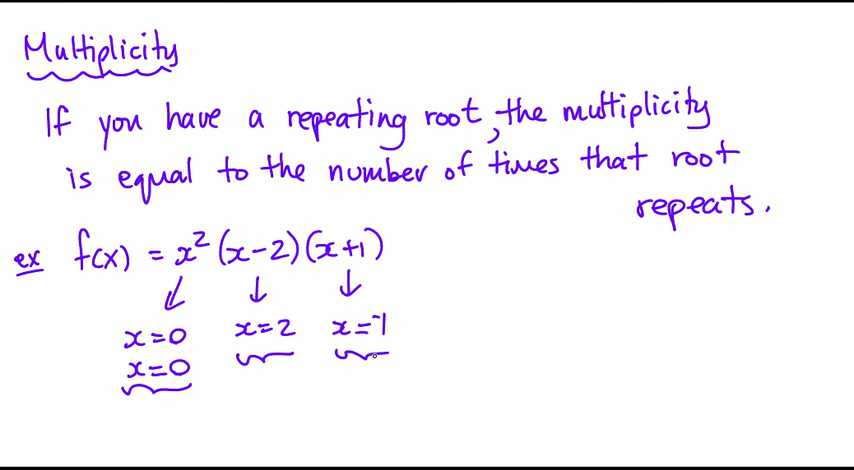 Multiplicity
If you have a repeating root, the multiplicity
is equal to the number of times that root
repeats.
ex f(x) = x² (x-2)(x+1)
x=0 x=2 x=-1
x=0